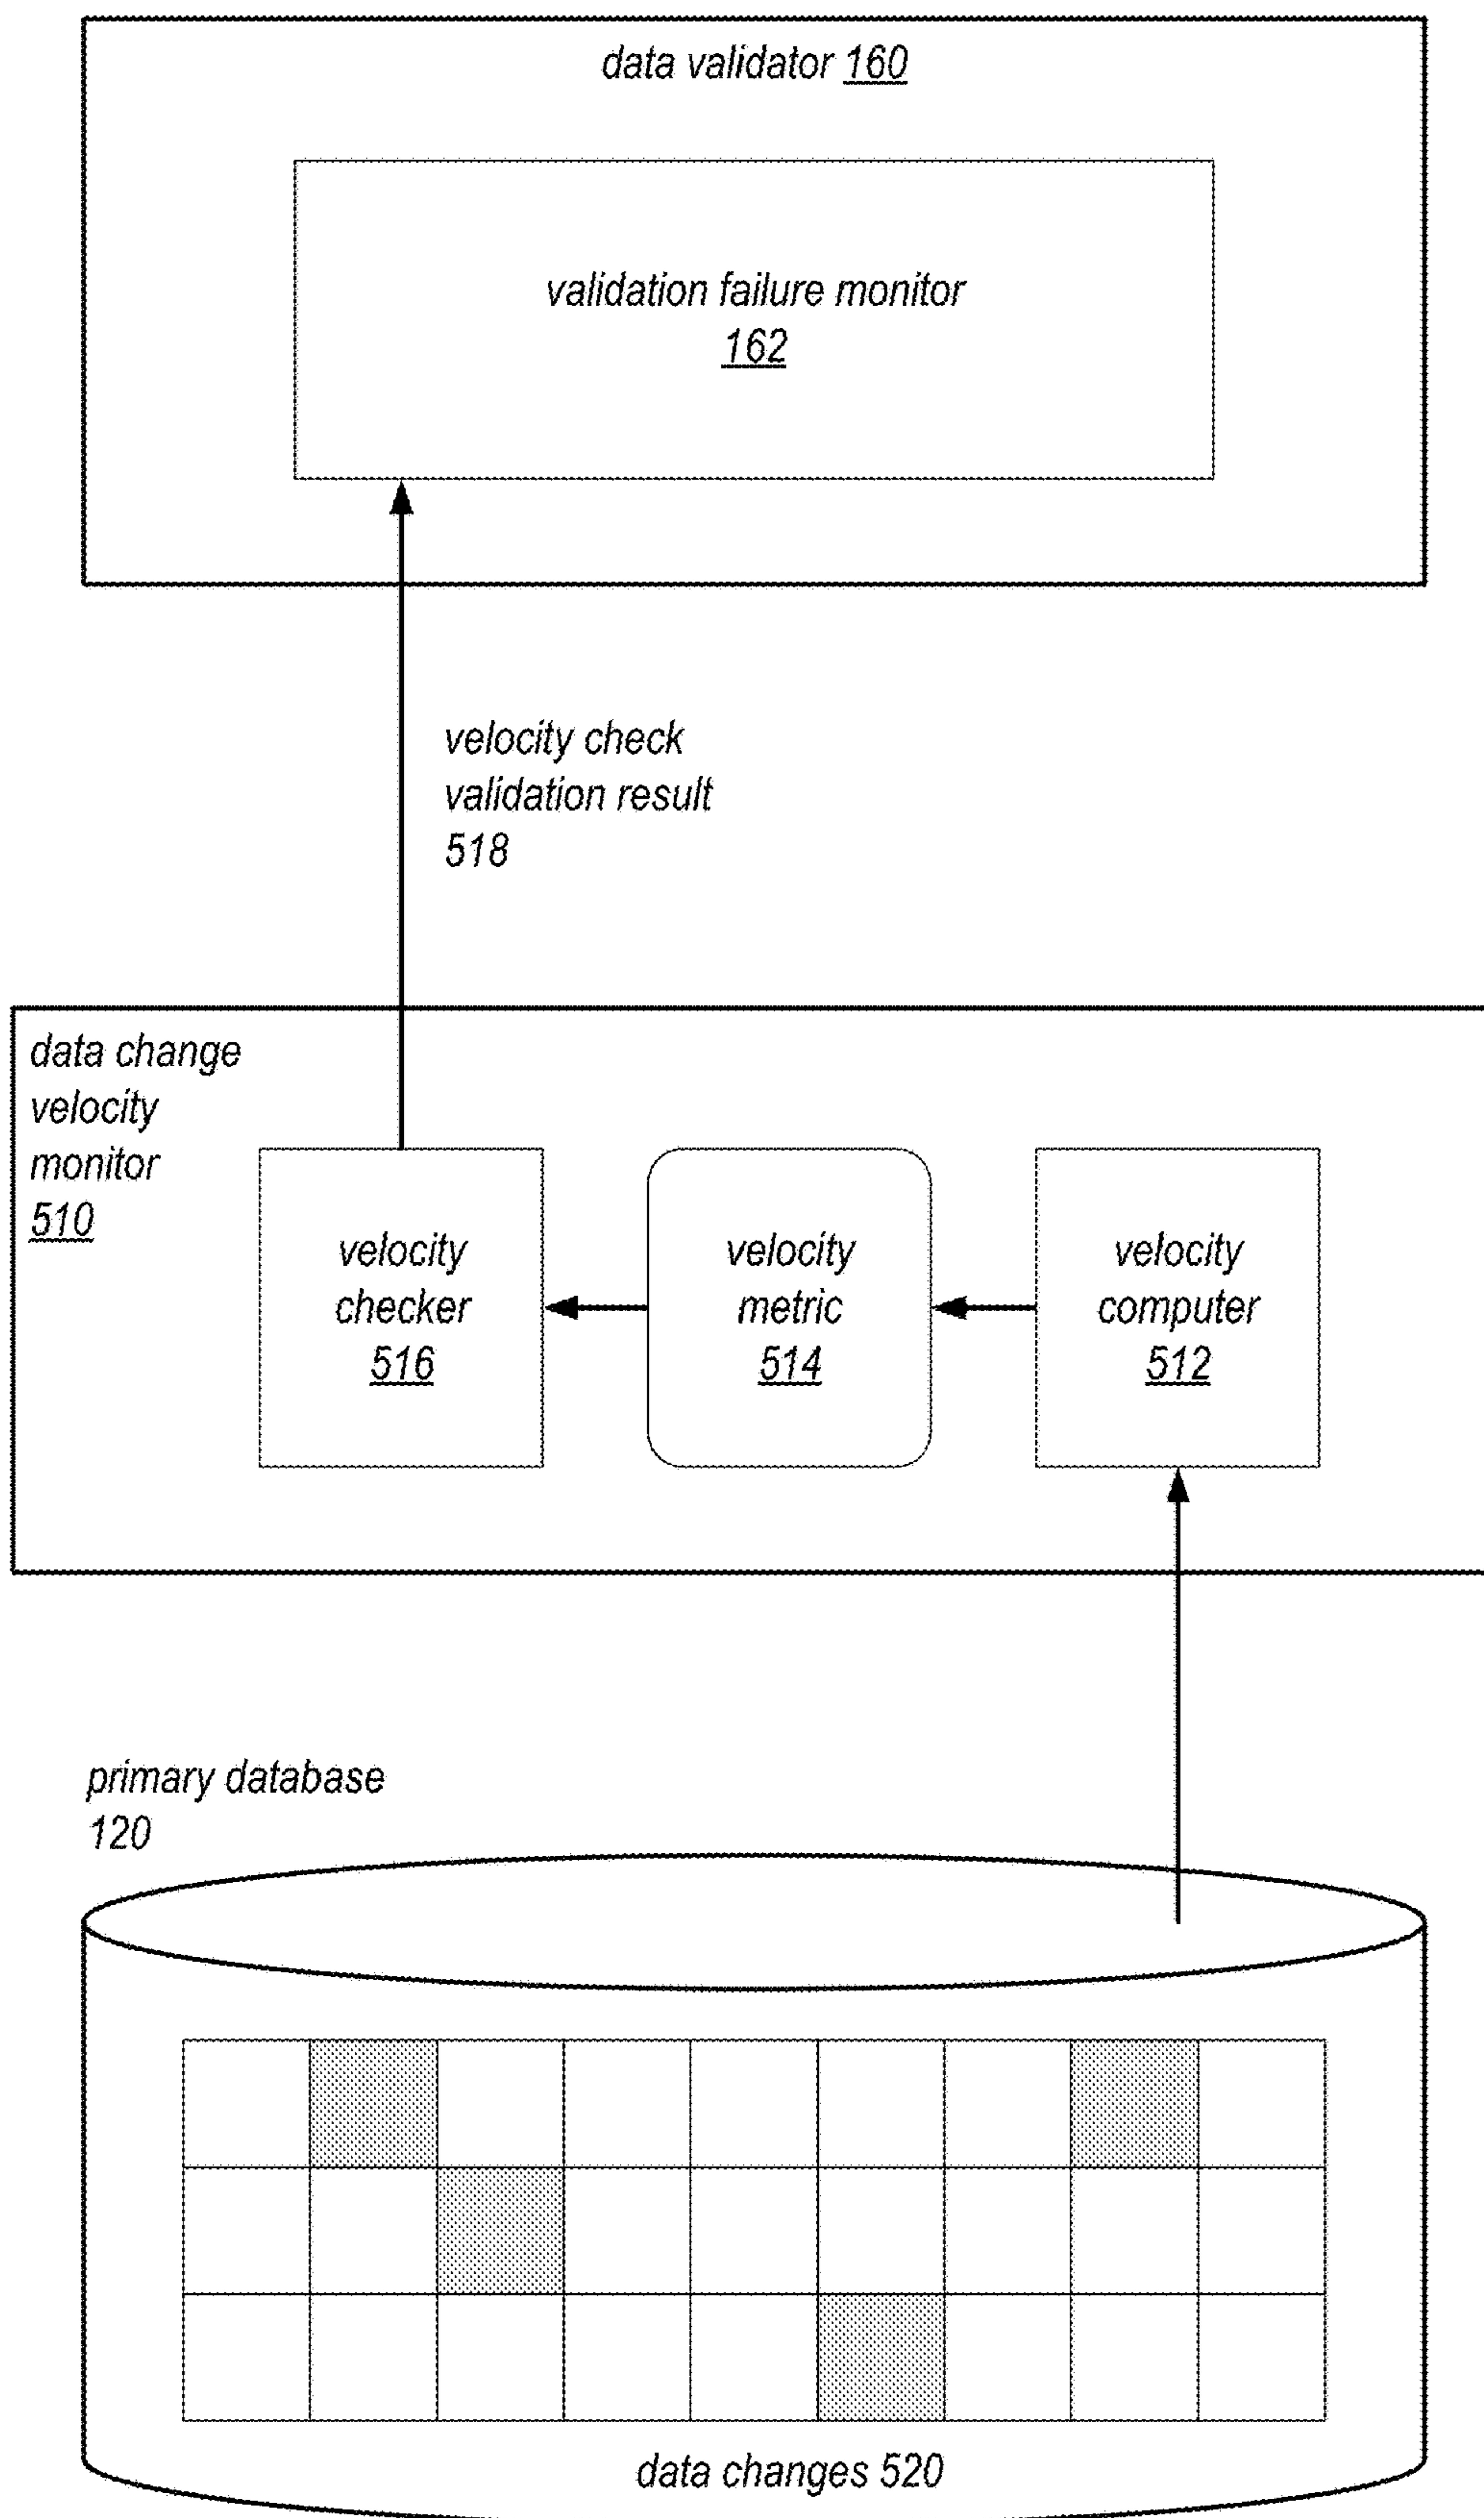 data validator 160
validation failure monitor
162
velocity check
validation result
518
data change
velocity
monitor
510
velocity
checker
516
velocity
metric
514
velocity
computer
512
primary database
120
data changes 520